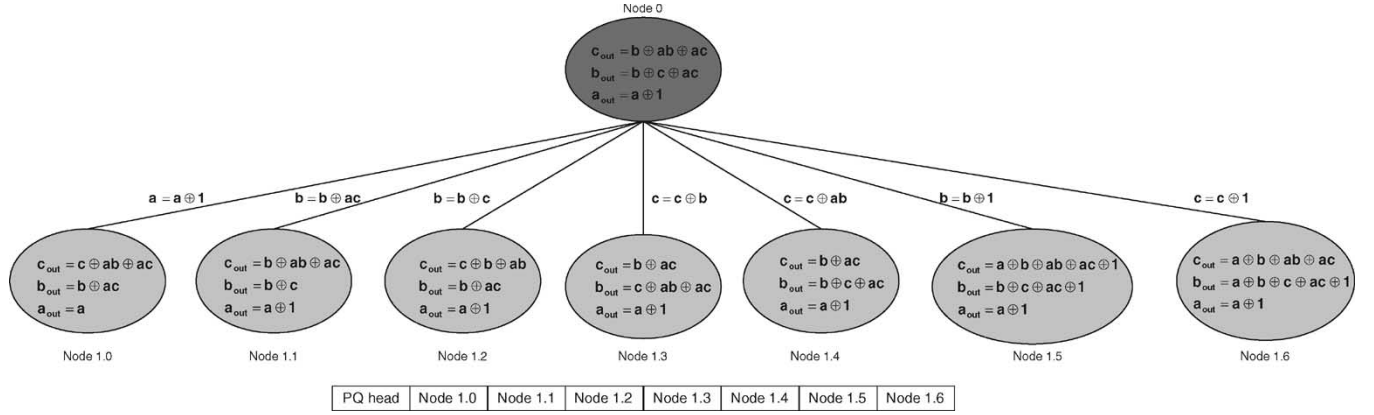 Node 0
c_out = b ⊕ ab ⊕ ac
b_out = b ⊕ c ⊕ ac
a_out = a ⊕ 1
a = a ⊕ 1
b = b ⊕ ac
b = b ⊕ c
c = c ⊕ b
c = c ⊕ ab
b = b ⊕ 1
c = c ⊕ 1
c_out = c ⊕ ab ⊕ ac
b_out = b ⊕ ac
a_out = a
Node 1.0
c_out = b ⊕ ab ⊕ ac
b_out = b ⊕ c
a_out = a ⊕ 1
Node 1.1
c_out = c ⊕ b ⊕ ab
b_out = b ⊕ ac
a_out = a ⊕ 1
Node 1.2
c_out = b ⊕ ac
b_out = c ⊕ ab ⊕ ac
a_out = a ⊕ 1
Node 1.3
c_out = b ⊕ ac
b_out = b ⊕ c ⊕ ac
a_out = a ⊕ 1
Node 1.4
c_out = a ⊕ b ⊕ ab ⊕ ac ⊕ 1
b_out = b ⊕ c ⊕ ac ⊕ 1
a_out = a ⊕ 1
Node 1.5
c_out = a ⊕ b ⊕ ab ⊕ ac
b_out = a ⊕ b ⊕ c ⊕ ac ⊕ 1
a_out = a ⊕ 1
Node 1.6
PQ head Node 1.0 Node 1.1 Node 1.2 Node 1.3 Node 1.4 Node 1.5 Node 1.6